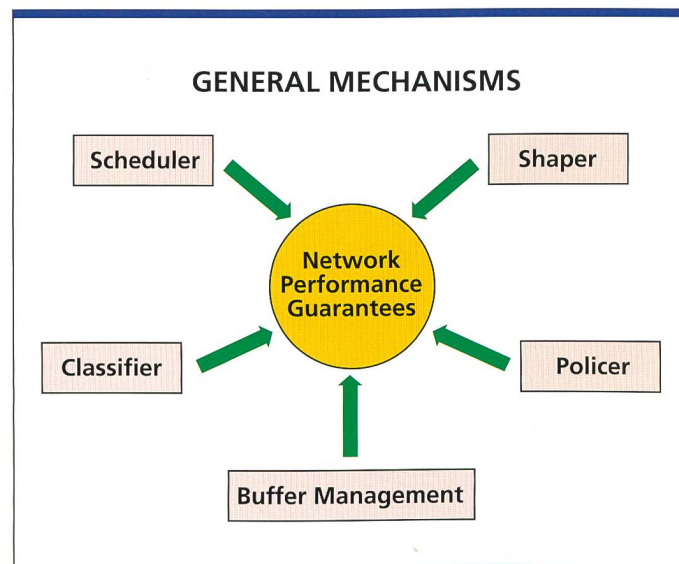 GENERAL MECHANISMS
Scheduler
Shaper
Network
Performance
Guarantees
Classifier
Policer
Buffer Management